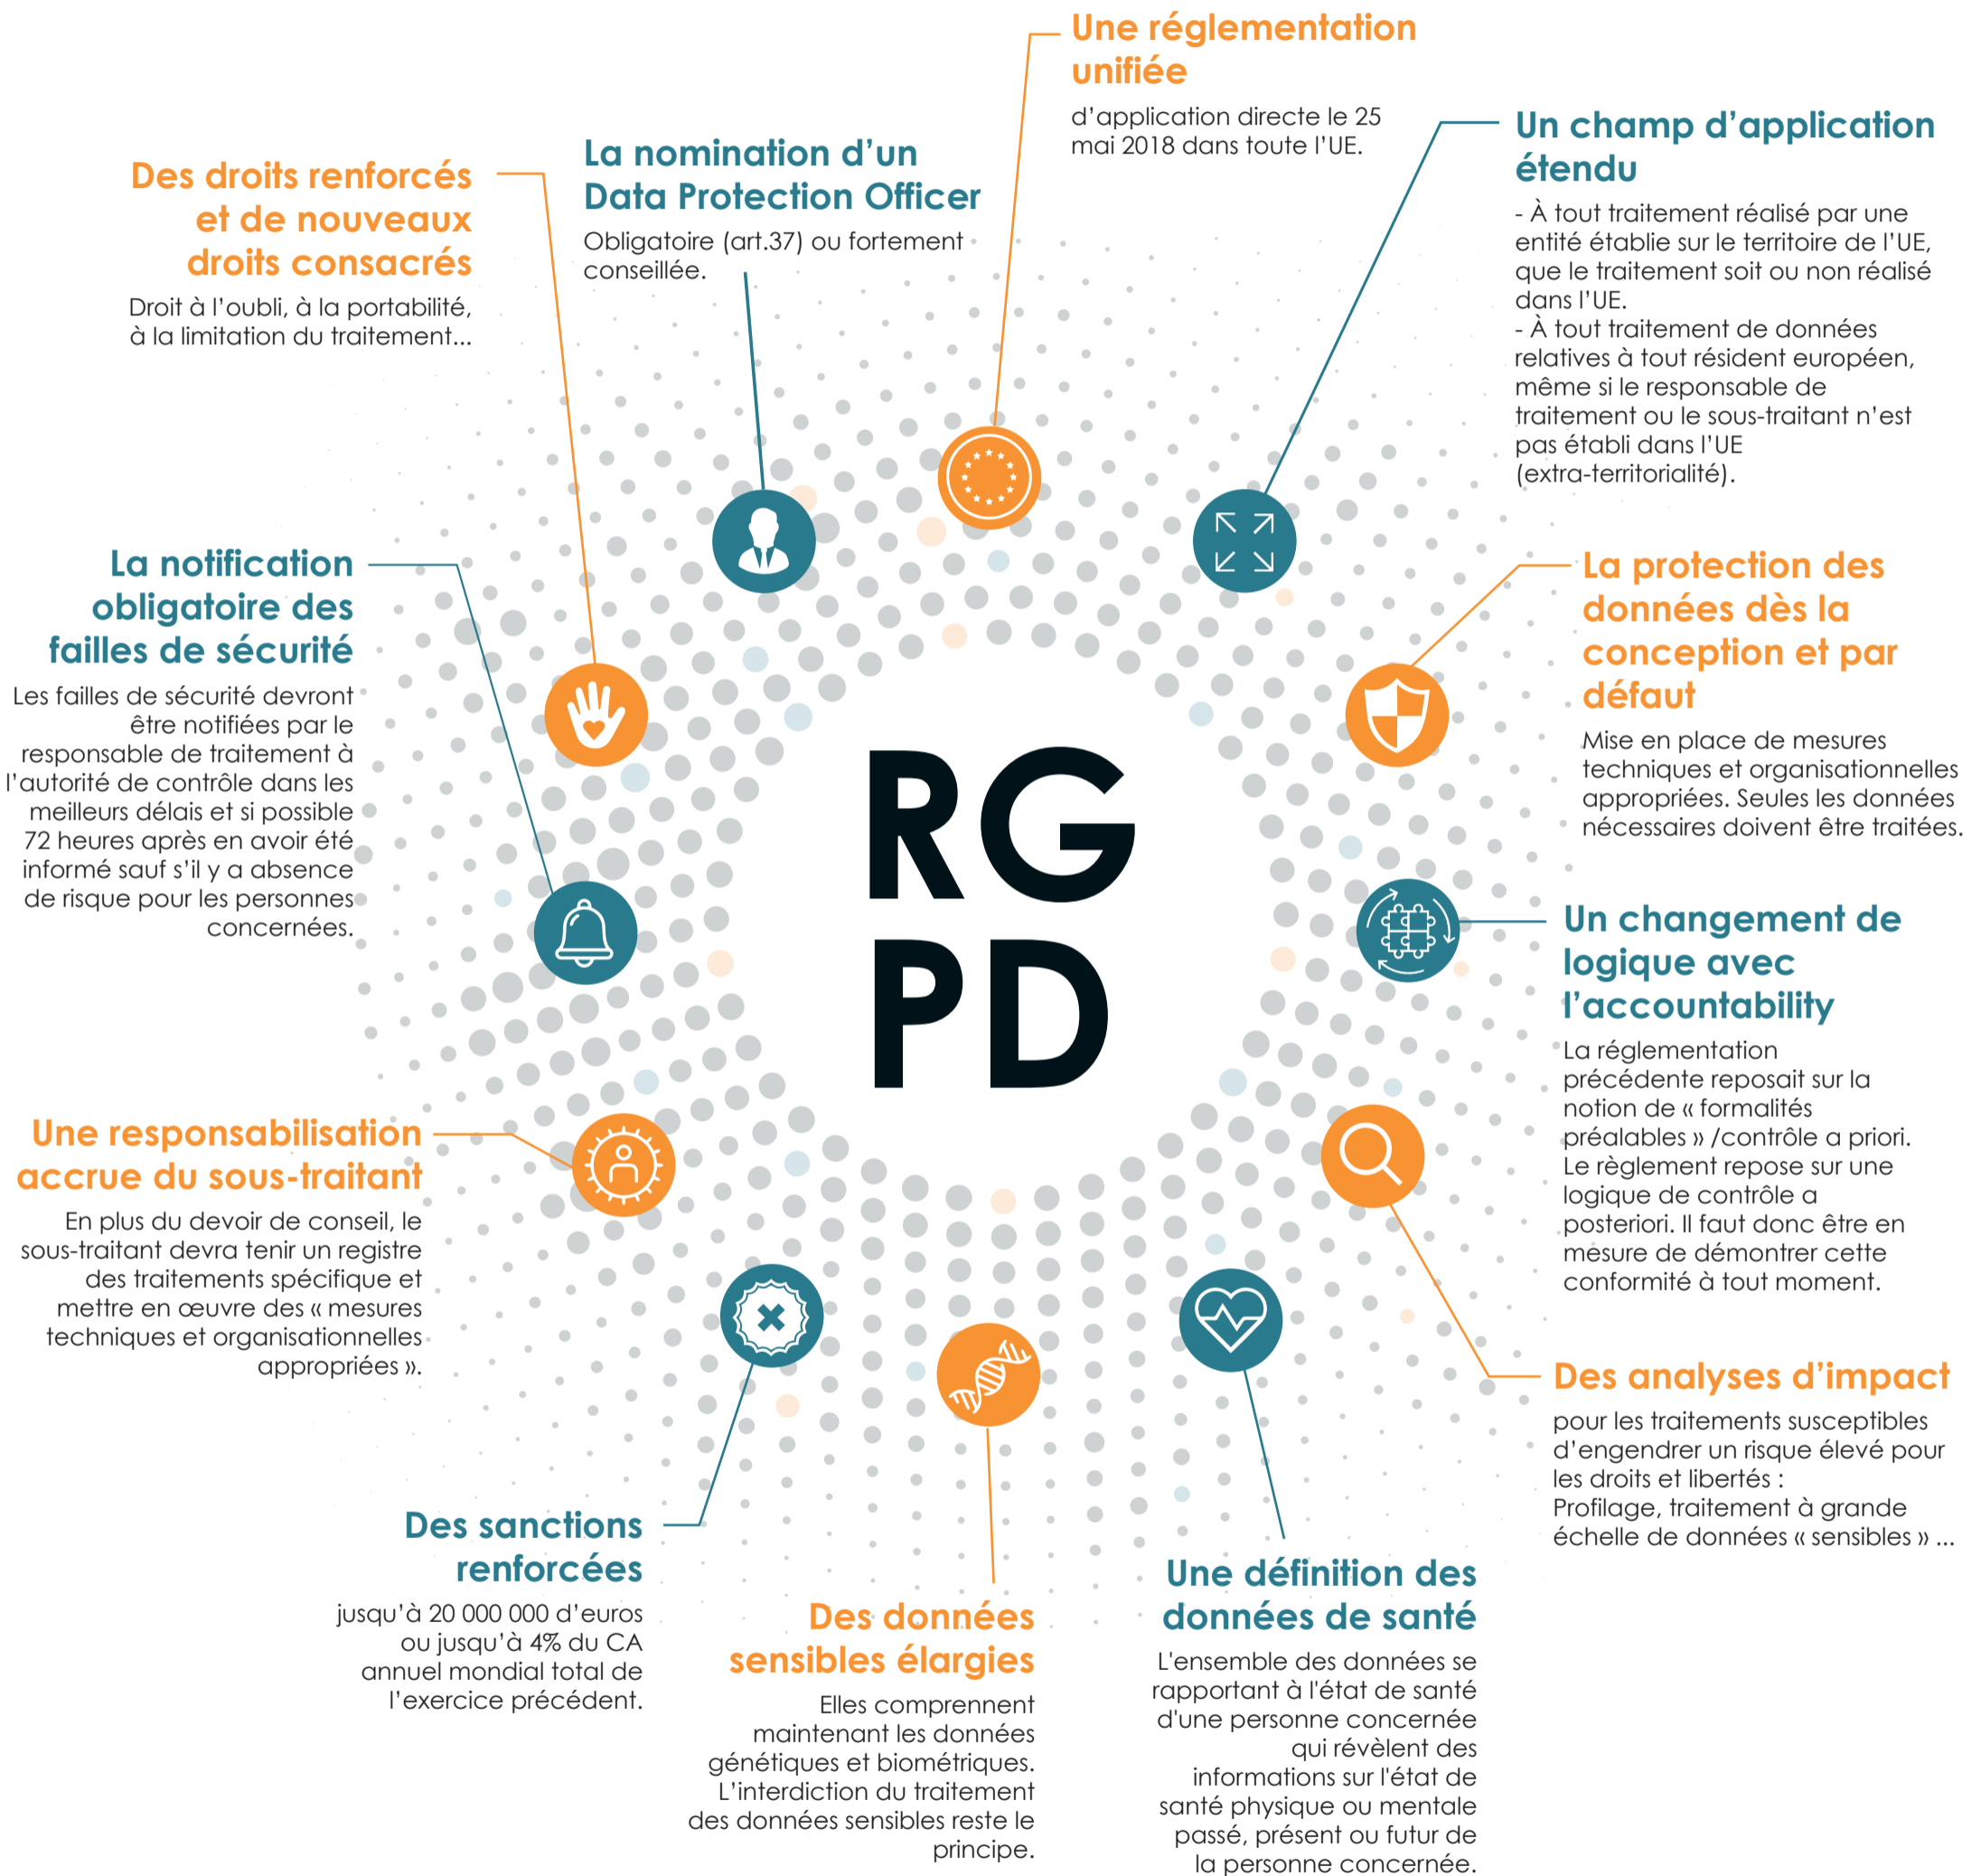 Une réglementation
unifiée
d'application directe le 25
mai 2018 dans toute l'UE.
Un champ d'application
étendu
- À tout traitement réalisé par une
entité établie sur le territoire de l'UE,
que le traitement soit ou non réalisé
dans l'UE.
- À tout traitement de données
relatives à tout résident européen,
même si le responsable de
traitement ou le sous-traitant n'est
pas établi dans l'UE
(extra-territorialité).
La protection des
données dès la
conception et par
défaut
Mise en place de mesures
techniques et organisationnelles
appropriées. Seules les données
nécessaires doivent être traitées.
Un changement de
logique avec
l'accountability
La réglementation
précédente reposait sur la
notion de « formalités
préalables » /contrôle a priori.
Le règlement repose sur une
logique de contrôle a
posteriori. Il faut donc être en
mesure de démontrer cette
conformité à tout moment.
Des analyses d'impact
pour les traitements susceptibles
d'engendrer un risque élevé pour
les droits et libertés :
Profilage, traitement à grande
échelle de données « sensibles » ...
Une définition des
données de santé
L'ensemble des données se
rapportant à l'état de santé
d'une personne concernée
qui révèlent des
informations sur l'état de
santé physique ou mentale
passé, présent ou futur de
la personne concernée.
Des données
sensibles élargies
Elles comprennent
maintenant les données
génétiques et biométriques.
L'interdiction du traitement
des données sensibles reste le
principe.
Des sanctions
renforcées
jusqu'à 20 000 000 d'euros
ou jusqu'à 4% du CA
annuel mondial total de
l'exercice précédent.
Une responsabilisation
accrue du sous-traitant
En plus du devoir de conseil, le
sous-traitant devra tenir un registre
des traitements spécifique et
mettre en œuvre des « mesures
techniques et organisationnelles
appropriées ».
La notification
obligatoire des
failles de sécurité
Les failles de sécurité devront
être notifiées par le
responsable de traitement à
l'autorité de contrôle dans les
meilleurs délais et si possible
72 heures après en avoir été
informé sauf s'il y a absence
de risque pour les personnes
concernées.
Des droits renforcés
et de nouveaux
droits consacrés
Droit à l'oubli, à la portabilité,
à la limitation du traitement...
La nomination d'un
Data Protection Officer
Obligatoire (art.37) ou fortement
conseillée.
RG
PD